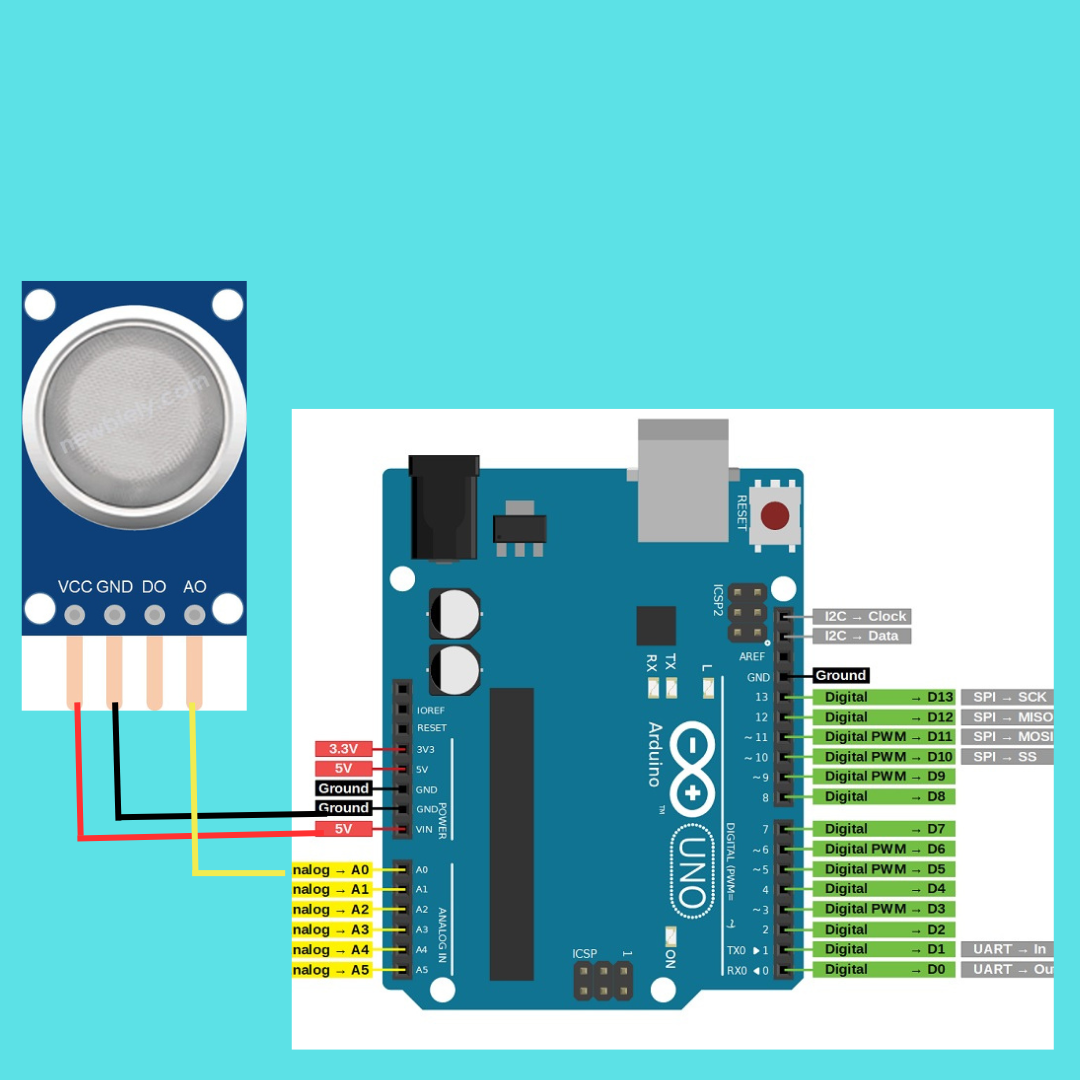 newbiely.com
VCC GND DO AO
RESET
ICSP2
I2C → Clock
I2C → Data
AREF
RX TX L
GND Ground
13 Digital → D13 SPI → SCK
12 Digital → D12 SPI → MISO
~ 11 Digital PWM → D11 SPI → MOSI
~ 10 Digital PWM → D10 SPI → SS
~ 9 Digital PWM → D9
8 Digital → D8
IOREF
RESET
3.3V 3V3
5V 5V
Ground GND
Ground GND
5V VIN
POWER
Arduino ™
UNO
DIGITAL (PWM= ~)
7 Digital → D7
~ 6 Digital PWM → D6
~ 5 Digital PWM → D5
4 Digital → D4
~ 3 Digital PWM → D3
2 Digital → D2
TX0 ▶ 1 Digital → D1 UART → In
RX0 ◀ 0 Digital → D0 UART → Ou
nalog → A0 A0
nalog → A1 A1
nalog → A2 A2
nalog → A3 A3
nalog → A4 A4
nalog → A5 A5
ANALOG IN
ICSP 1
ON